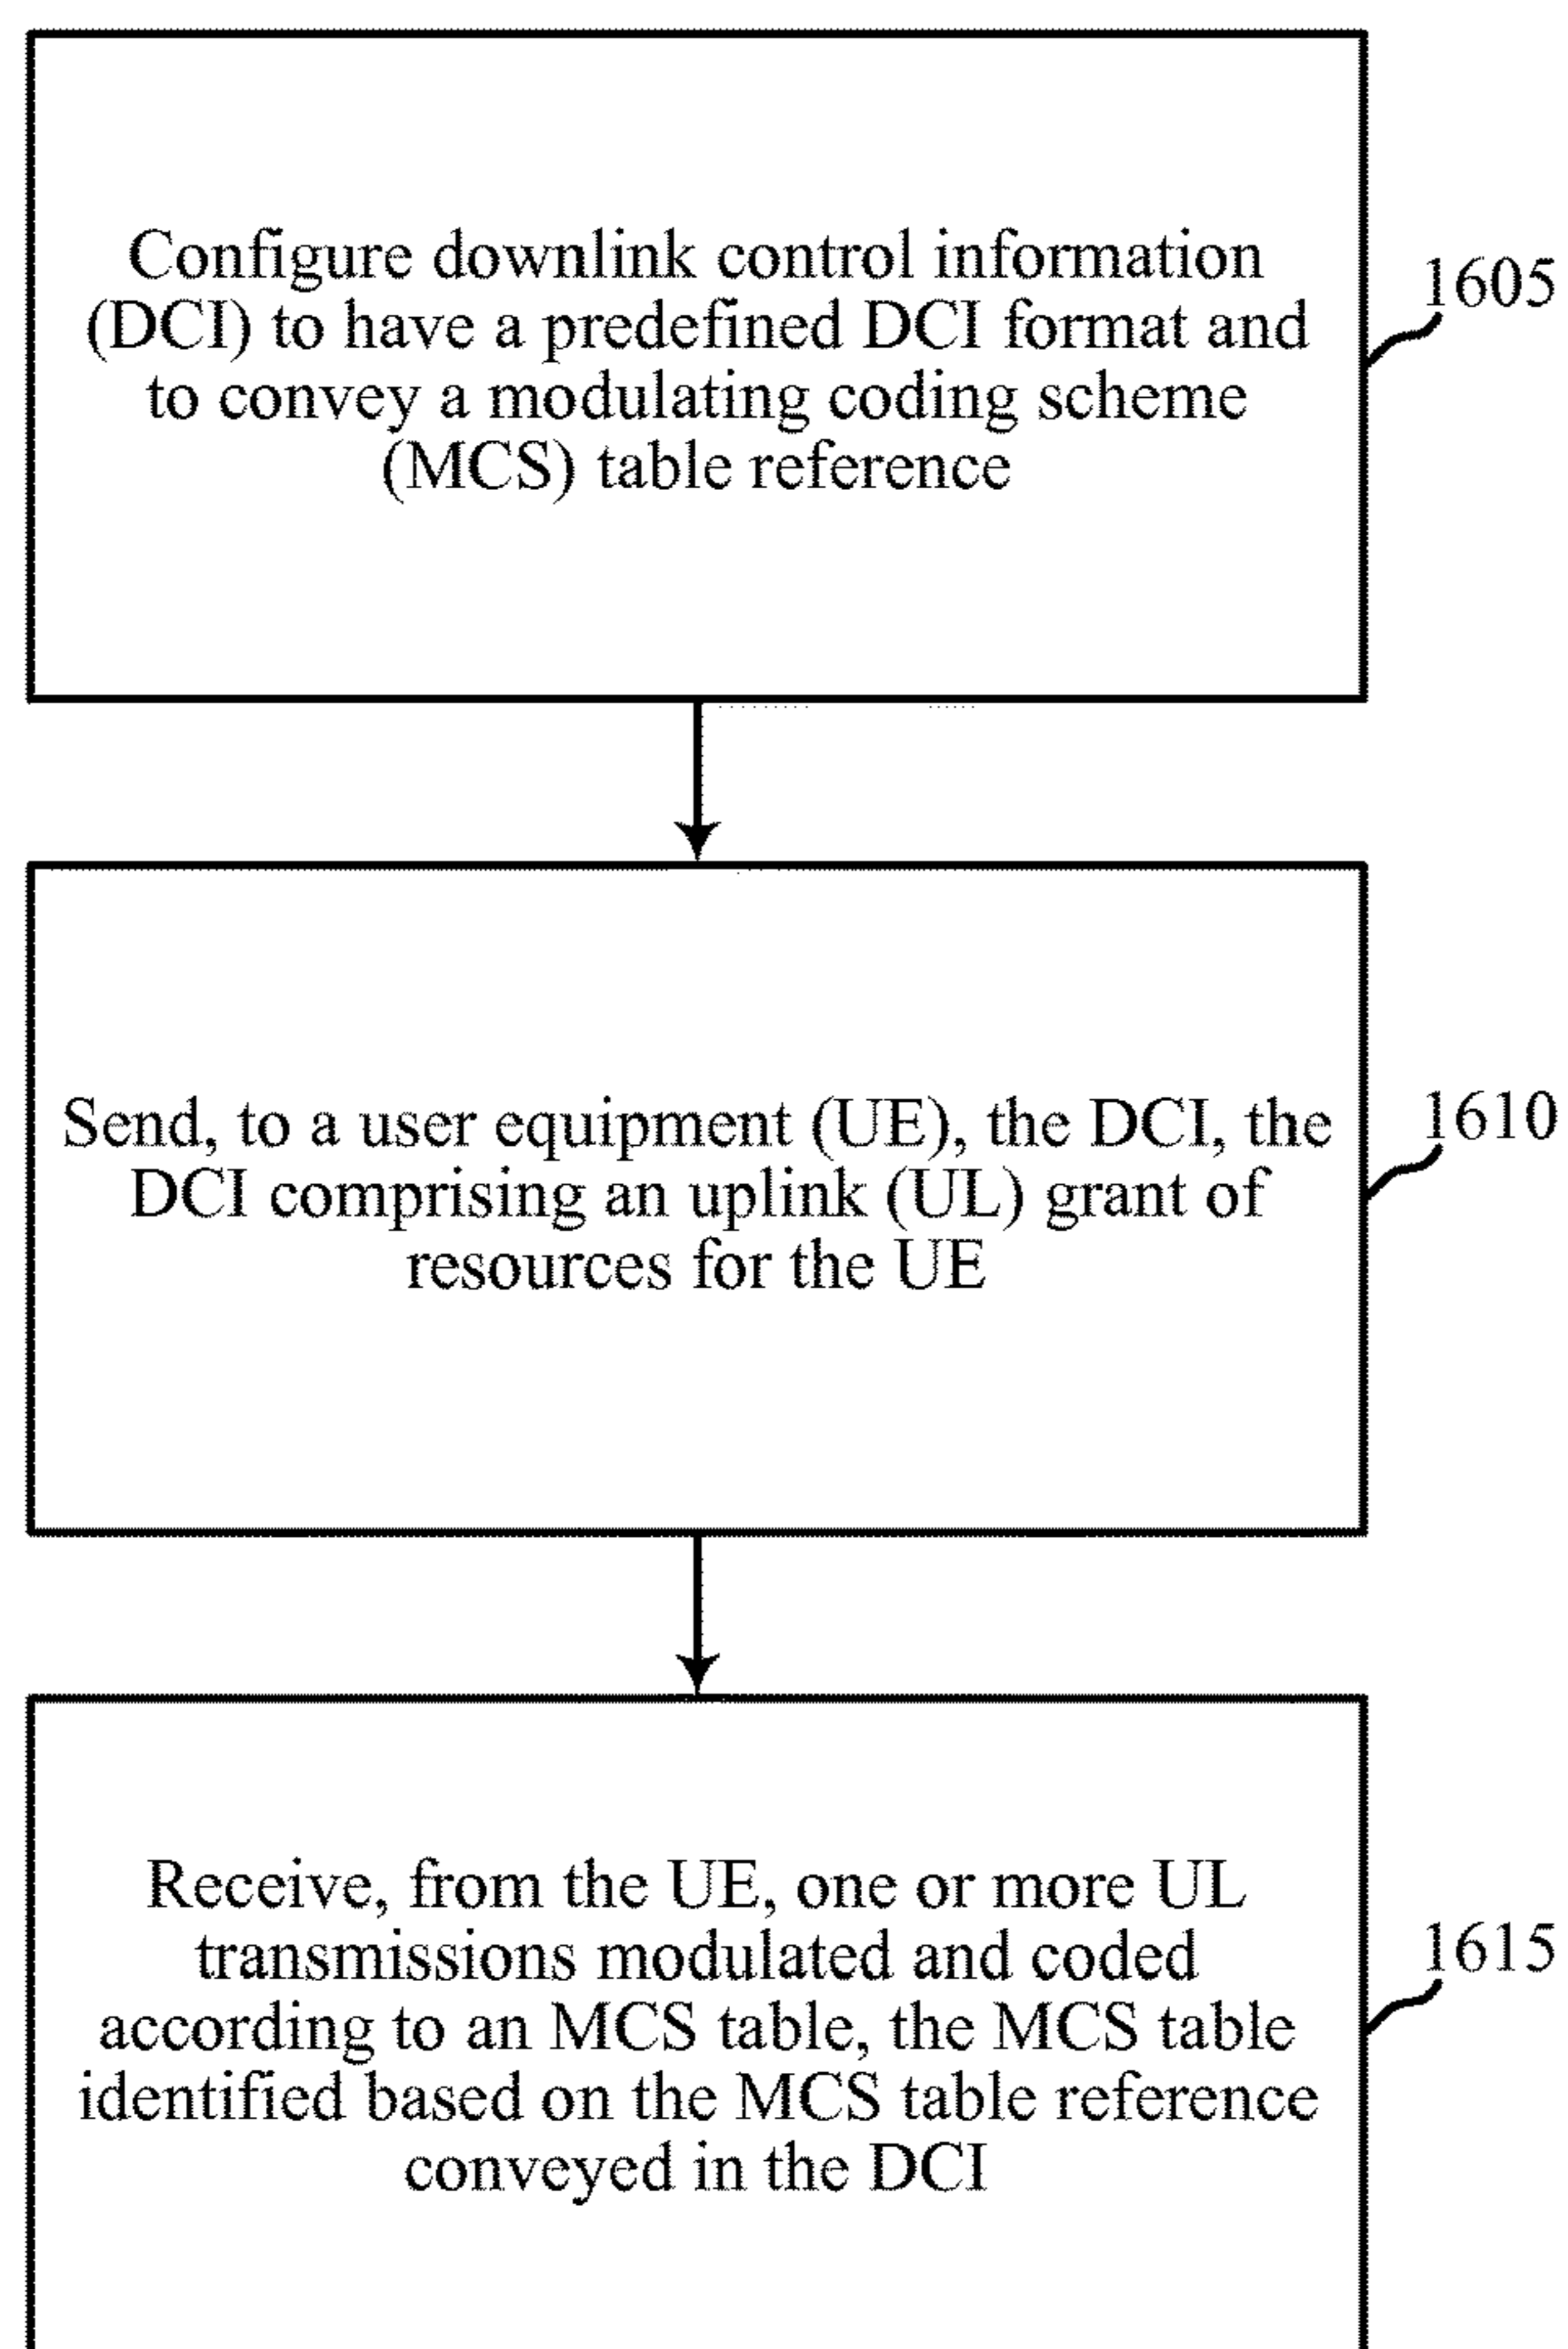 Configure downlink control information
(DCI) to have a predefined DCI format and
to convey a modulating coding scheme
(MCS) table reference
1605
Send, to a user equipment (UE), the DCI, the
DCI comprising an uplink (UL) grant of
resources for the UE
1610
Receive, from the UE, one or more UL
transmissions modulated and coded
according to an MCS table, the MCS table
identified based on the MCS table reference
conveyed in the DCI
1615